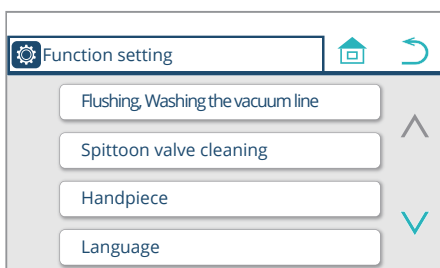 Function setting
Flushing, Washing the vacuum line
Spittoon valve cleaning
Handpiece
Language